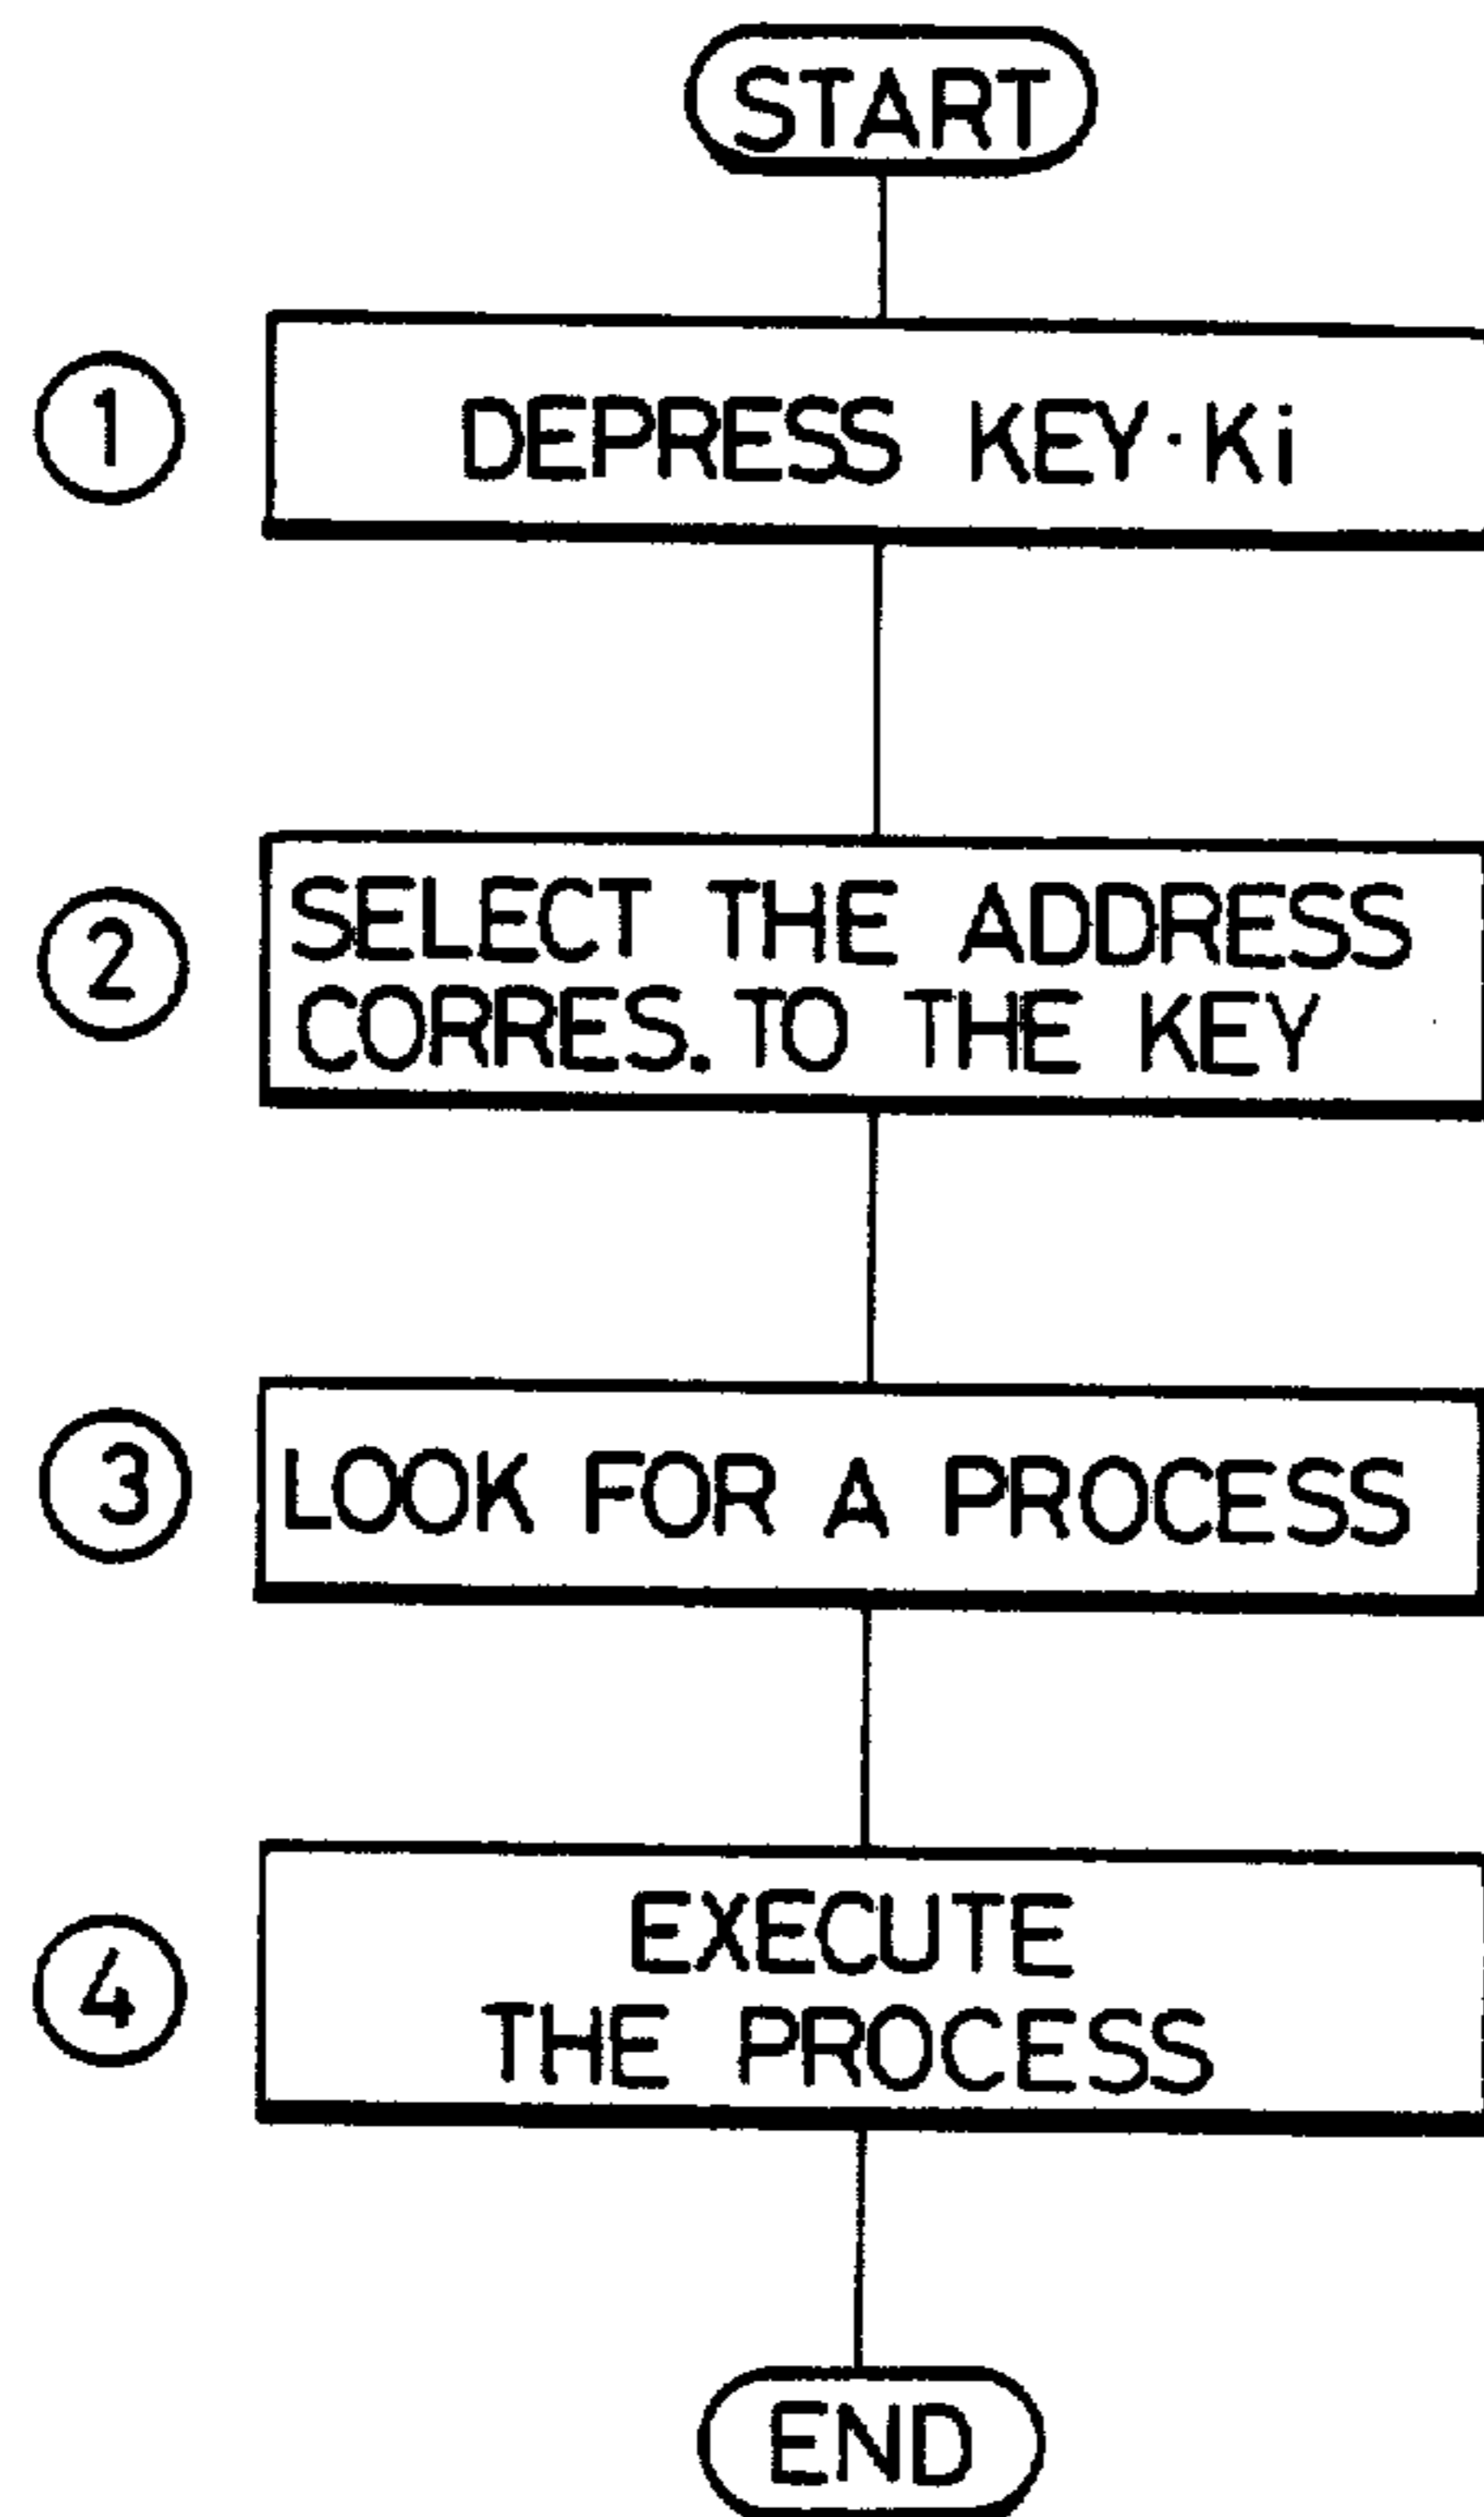 START
1
DEPRESS KEY·Ki
2
SELECT THE ADDRESS
CORRES. TO THE KEY
3
LOOK FOR A PROCESS
4
EXECUTE
THE PROCESS
END